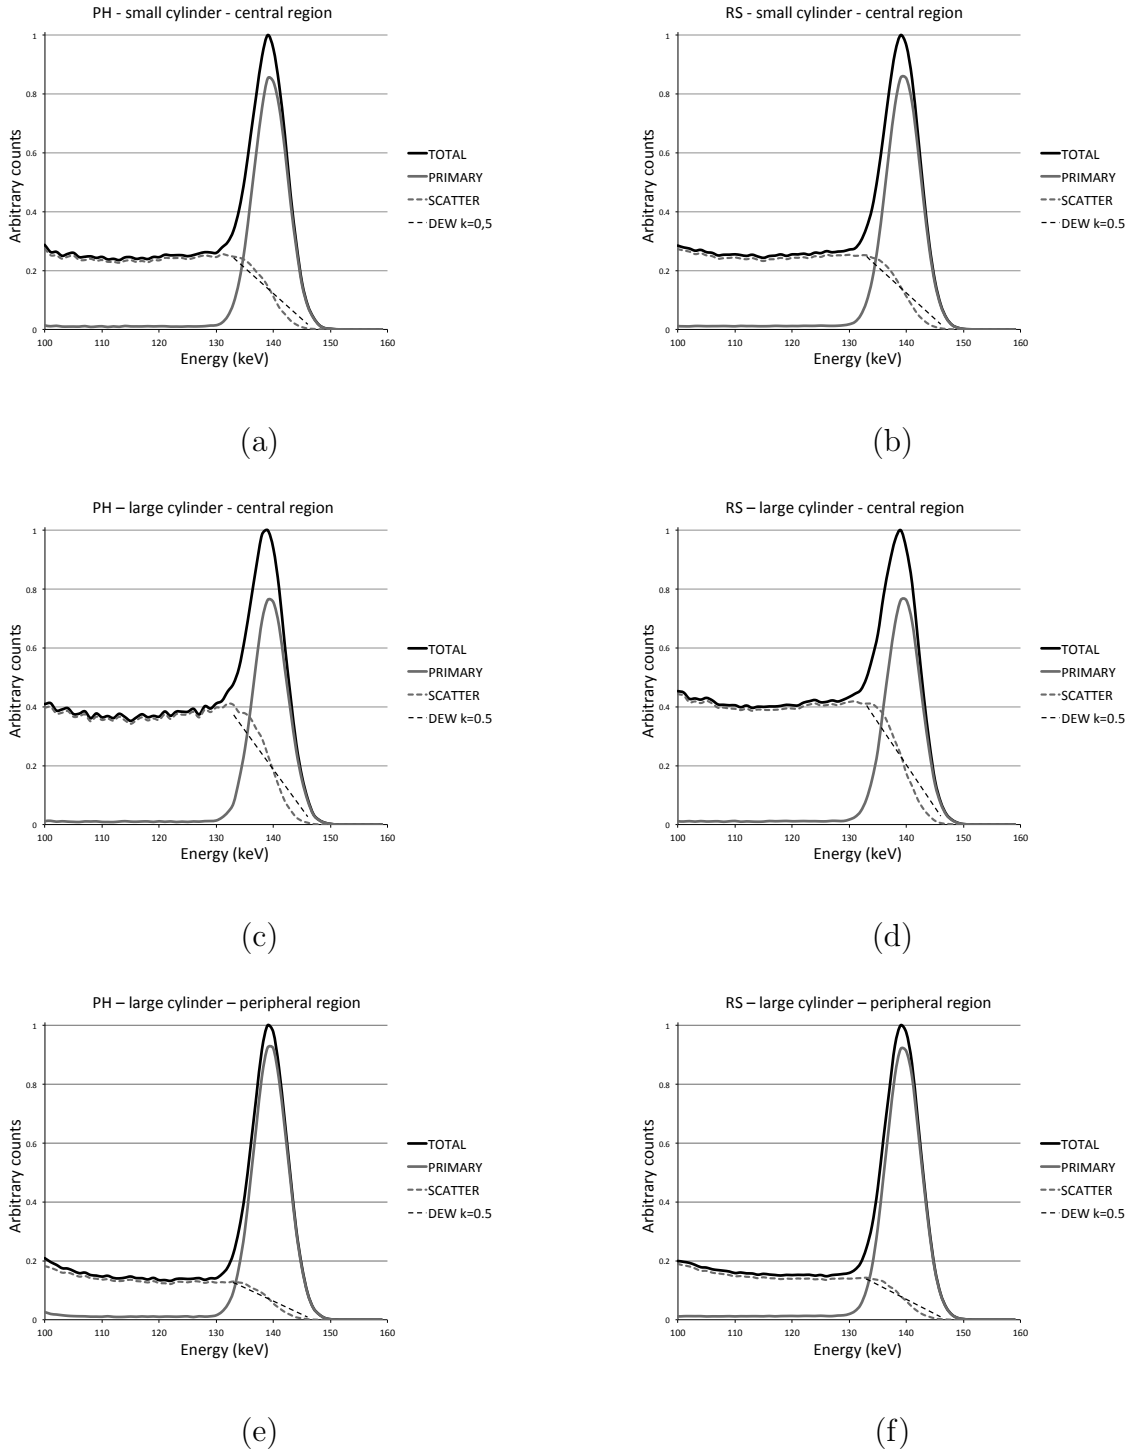 PH - small cylinder - central region
Arbitrary counts
1
0.8
0.6
0.4
0.2
0
100 110 120 130 140 150 160
Energy (keV)
TOTAL
PRIMARY
SCATTER
DEW k=0,5
(a)
RS - small cylinder - central region
Arbitrary counts
1
0.8
0.6
0.4
0.2
0
100 110 120 130 140 150 160
Energy (keV)
TOTAL
PRIMARY
SCATTER
DEW k=0.5
(b)
PH – large cylinder - central region
Arbitrary counts
1
0.8
0.6
0.4
0.2
0
100 110 120 130 140 150 160
Energy (keV)
TOTAL
PRIMARY
SCATTER
DEW k=0.5
(c)
RS – large cylinder - central region
Arbitrary counts
1
0.8
0.6
0.4
0.2
0
100 110 120 130 140 150 160
Energy (keV)
TOTAL
PRIMARY
SCATTER
DEW k=0.5
(d)
PH – large cylinder – peripheral region
Arbitrary counts
1
0.8
0.6
0.4
0.2
0
100 110 120 130 140 150 160
Energy (keV)
TOTAL
PRIMARY
SCATTER
DEW k=0.5
(e)
RS – large cylinder – peripheral region
Arbitrary counts
1
0.8
0.6
0.4
0.2
0
100 110 120 130 140 150 160
Energy (keV)
TOTAL
PRIMARY
SCATTER
DEW k=0.5
(f)